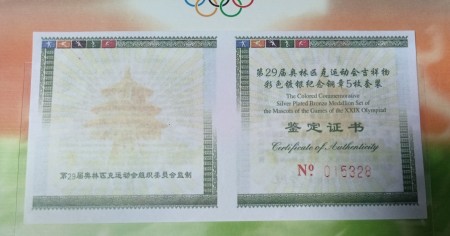 第29届奥林匹克运动会组织委员会监制
第29届奥林匹克运动会吉祥物
彩色镀银纪念铜章5枚套装
The Colored Commemorative
Silver Plated Bronze Medallion Set of
the Mascots of the Games of the XXIX Olympiad
鉴定证书
Certificate of Authenticity
Nº 015328